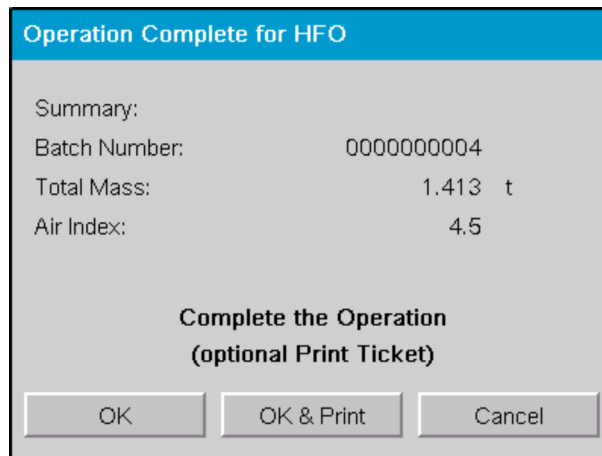 Operation Complete for HFO
Summary:
Batch Number: 0000000004
Total Mass: 1.413 t
Air Index: 4.5
Complete the Operation
(optional Print Ticket)
OK OK & Print Cancel